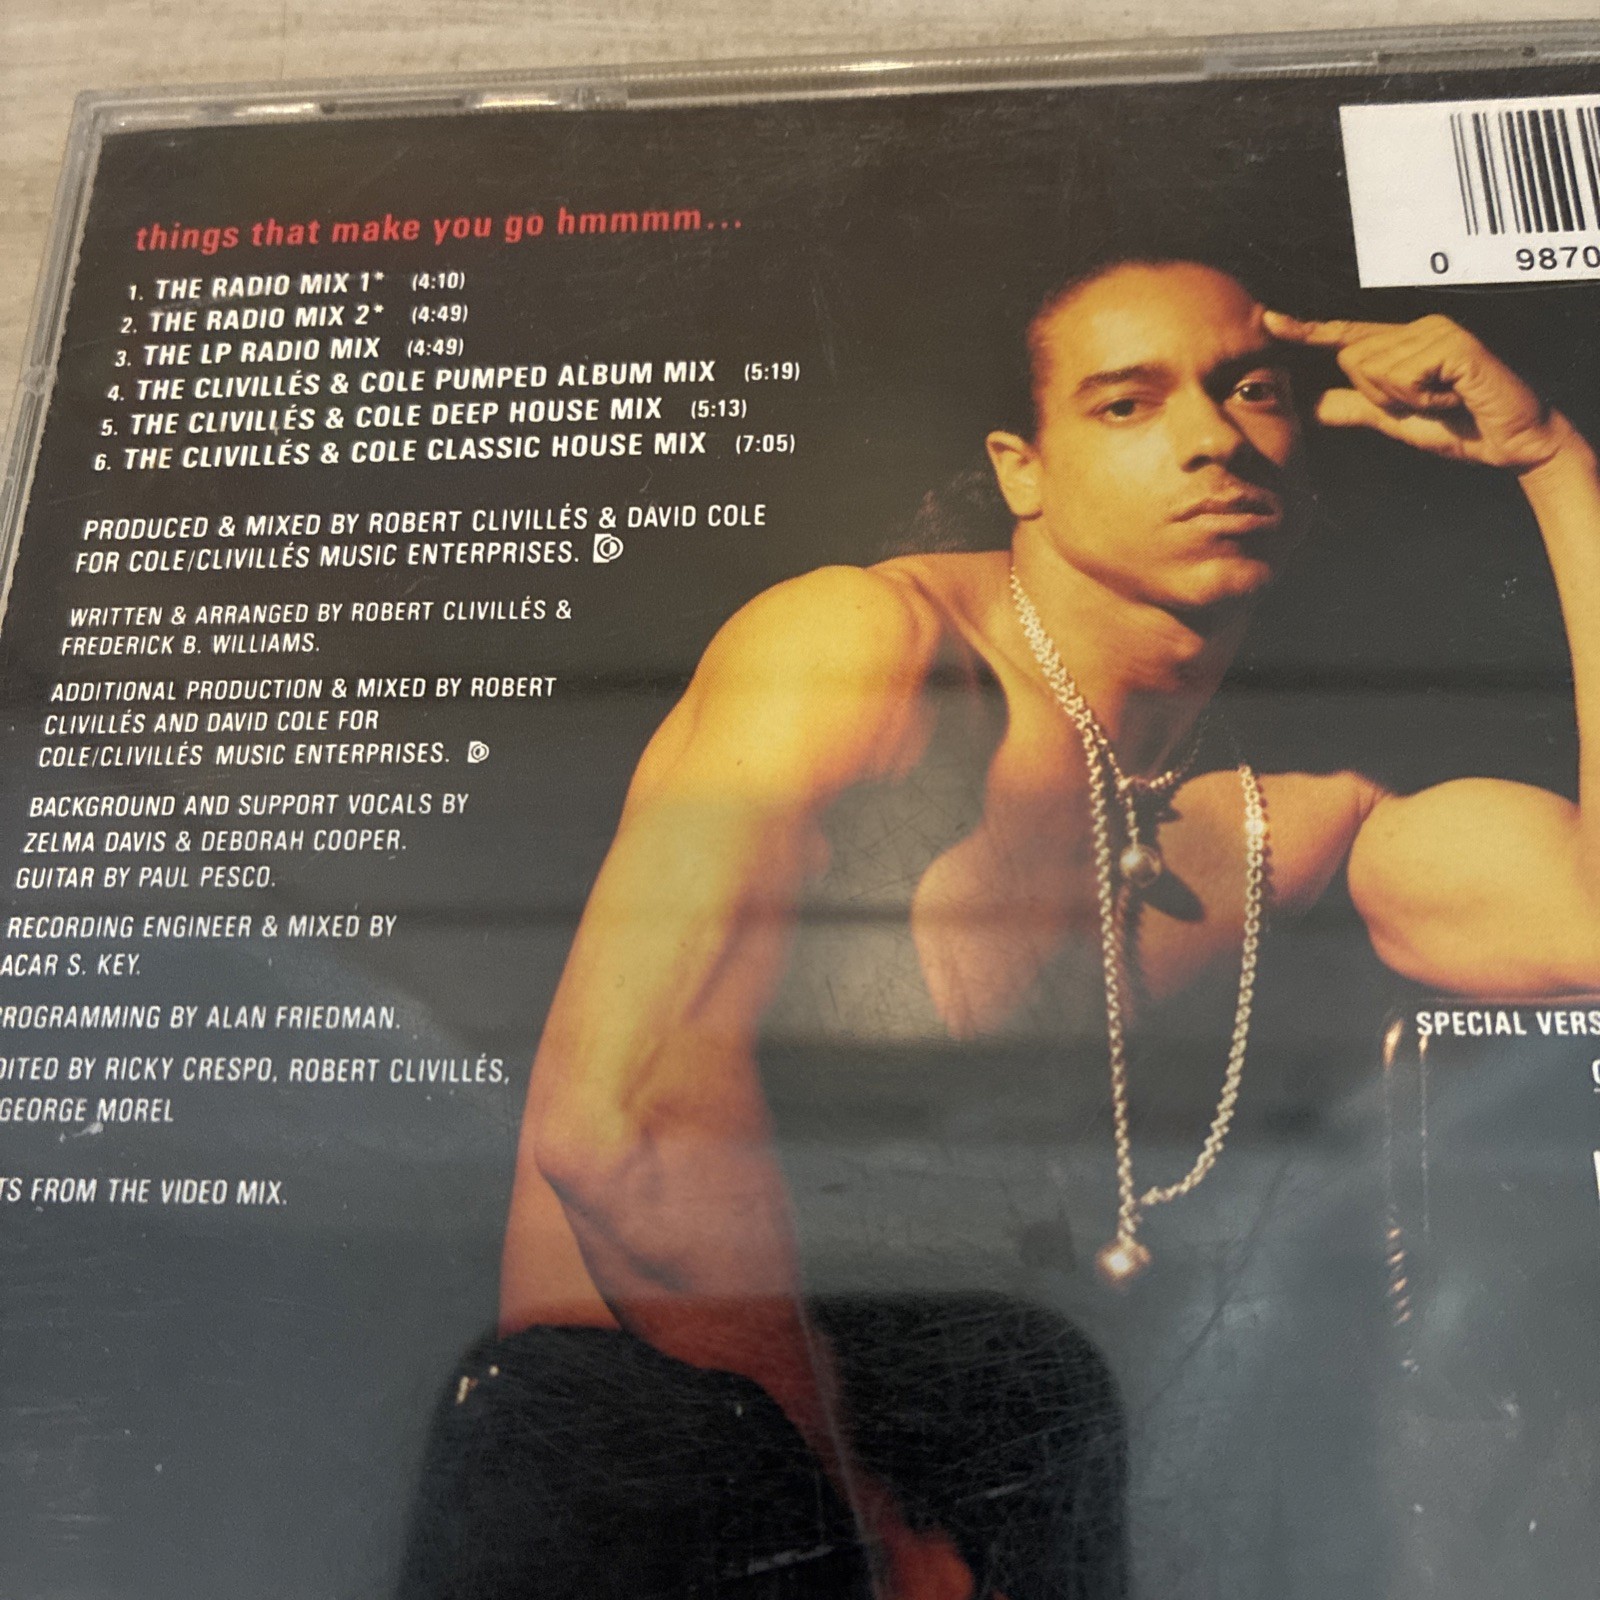 things that make you go hmmmm...
1. THE RADIO MIX 1* (4:10)
2. THE RADIO MIX 2* (4:49)
3. THE LP RADIO MIX (4:49)
4. THE CLIVILLÉS & COLE PUMPED ALBUM MIX (5:19)
5. THE CLIVILLÉS & COLE DEEP HOUSE MIX (5:13)
6. THE CLIVILLÉS & COLE CLASSIC HOUSE MIX (7:05)
PRODUCED & MIXED BY ROBERT CLIVILLÉS & DAVID COLE
FOR COLE/CLIVILLÉS MUSIC ENTERPRISES.
WRITTEN & ARRANGED BY ROBERT CLIVILLÉS &
FREDERICK B. WILLIAMS.
ADDITIONAL PRODUCTION & MIXED BY ROBERT
CLIVILLÉS AND DAVID COLE FOR
COLE/CLIVILLÉS MUSIC ENTERPRISES.
BACKGROUND AND SUPPORT VOCALS BY
ZELMA DAVIS & DEBORAH COOPER.
GUITAR BY PAUL PESCO.
RECORDING ENGINEER & MIXED BY
ACAR S. KEY.
ROGRAMMING BY ALAN FRIEDMAN.
DITED BY RICKY CRESPO, ROBERT CLIVILLÉS,
GEORGE MOREL
TS FROM THE VIDEO MIX.
0 9870
SPECIAL VERS